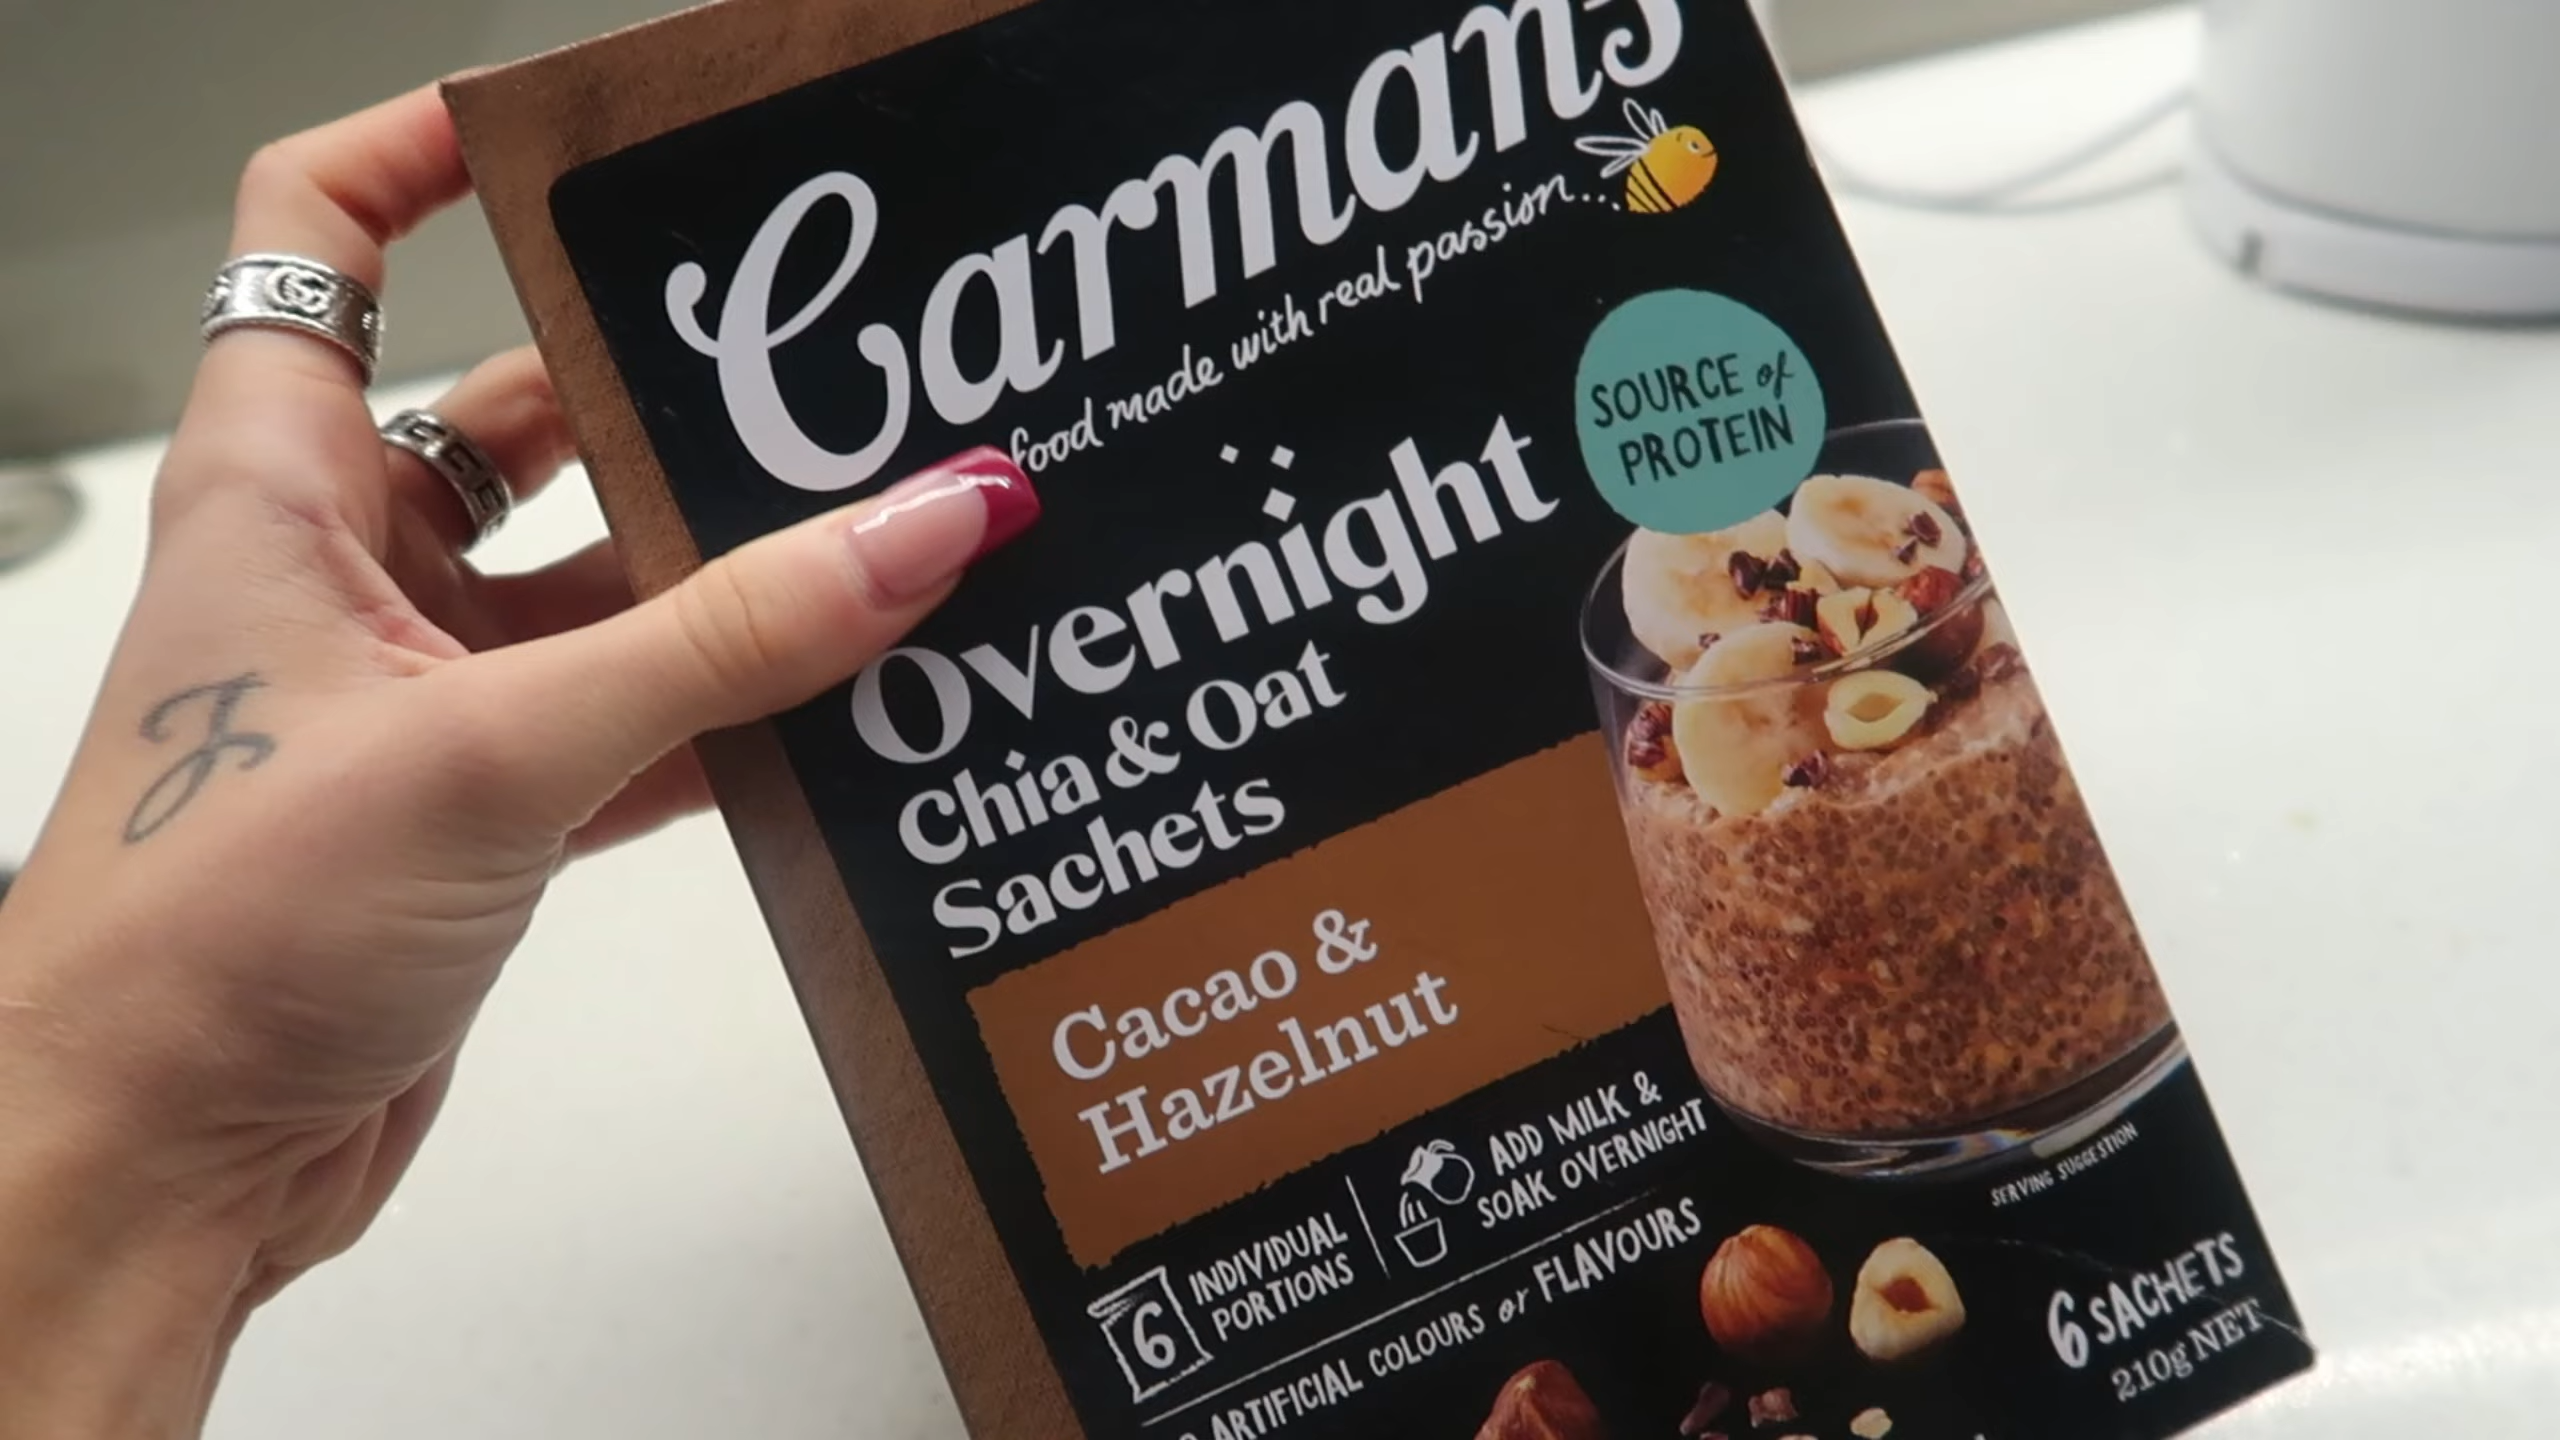 Carman's
food made with real passion...
SOURCE of
PROTEIN
Overnight
Chia & Oat
Sachets
Cacao &
Hazelnut
6
INDIVIDUAL
PORTIONS
ADD MILK &
SOAK OVERNIGHT
ARTIFICIAL COLOURS or FLAVOURS
SERVING SUGGESTION
6 SACHETS
210g NET